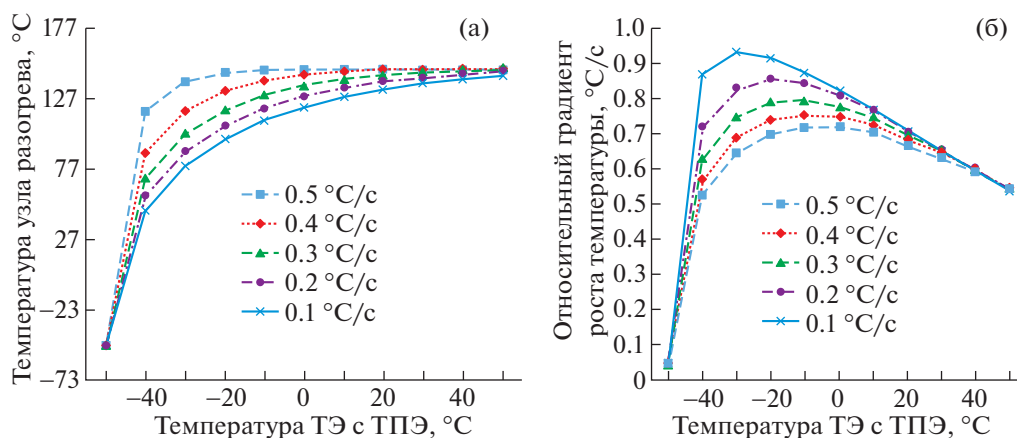 (а)
Температура узла разогрева, °C
177
127
77
27
−23
−73
0.5 °C/с
0.4 °C/с
0.3 °C/с
0.2 °C/с
0.1 °C/с
−40 −20 0 20 40
Температура ТЭ с ТПЭ, °C
(б)
Относительный градиент
роста температуры, °C/с
1.0
0.9
0.8
0.7
0.6
0.5
0.4
0.3
0.2
0.1
0
0.5 °C/с
0.4 °C/с
0.3 °C/с
0.2 °C/с
0.1 °C/с
−40 −20 0 20 40
Температура ТЭ с ТПЭ, °C